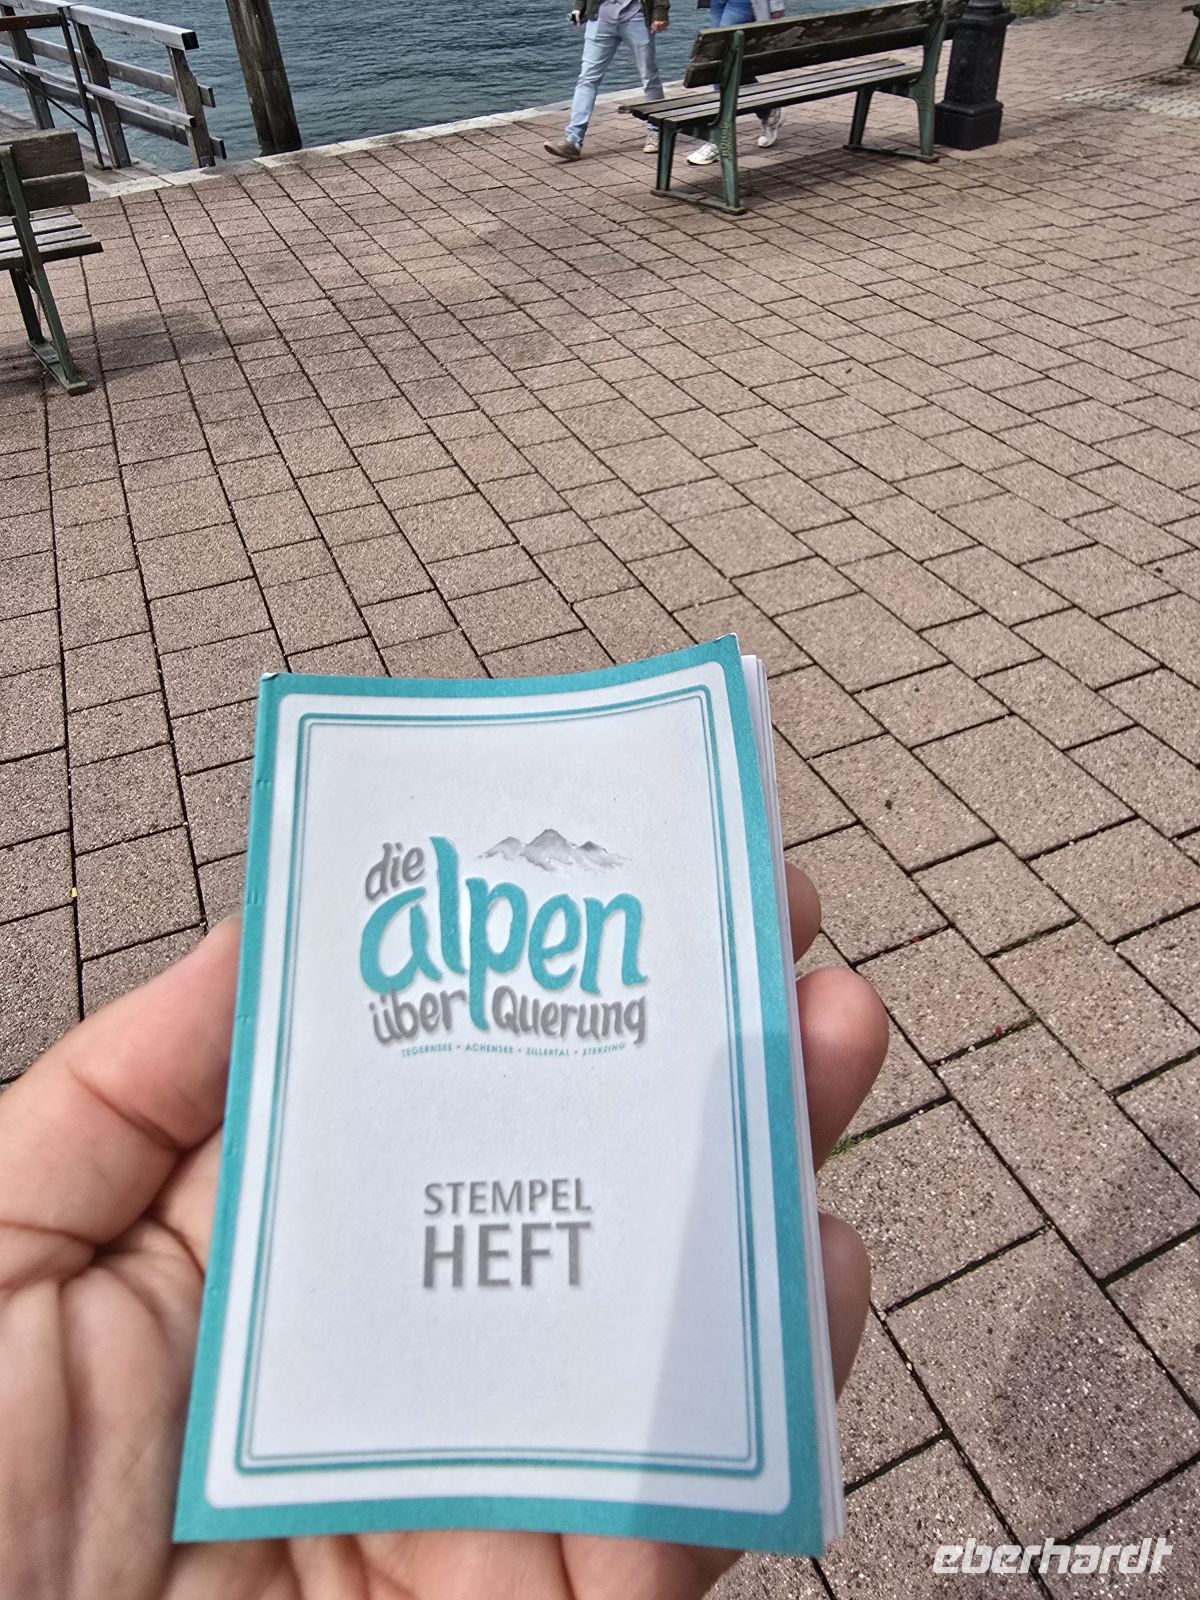 die
alpen
über Querung
TEGERNSEE • ACHENSEE • ZILLERTAL • STERZING
STEMPEL
HEFT
eberhardt